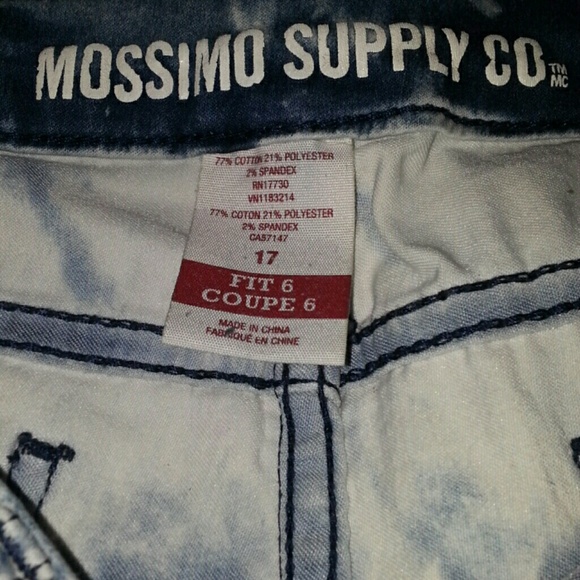 MOSSIMO SUPPLY CO. TM MC
77% COTTON 21% POLYESTER
2% SPANDEX
RN17730
VN1183214
77% COTON 21% POLYESTER
2% SPANDEX
CA57147
17
FIT 6
COUPE 6
MADE IN CHINA
FABRIQUÉ EN CHINE